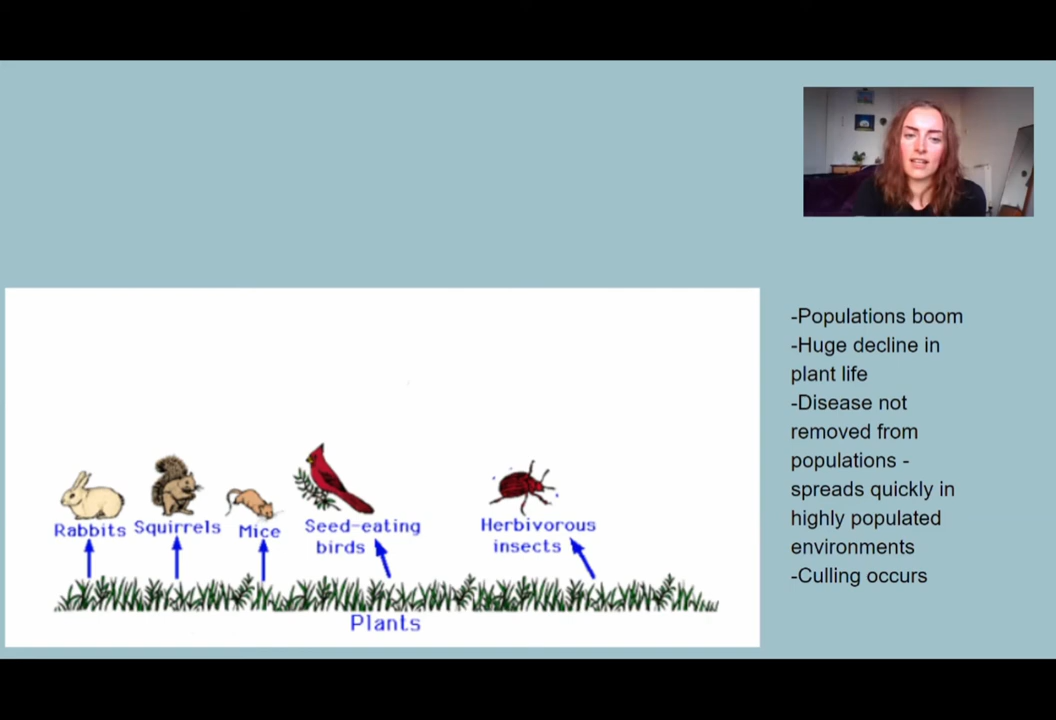 -Populations boom
-Huge decline in
plant life
-Disease not
removed from
populations -
spreads quickly in
highly populated
environments
-Culling occurs
Rabbits
Squirrels
Mice
Seed-eating
birds
Herbivorous
insects
Plants